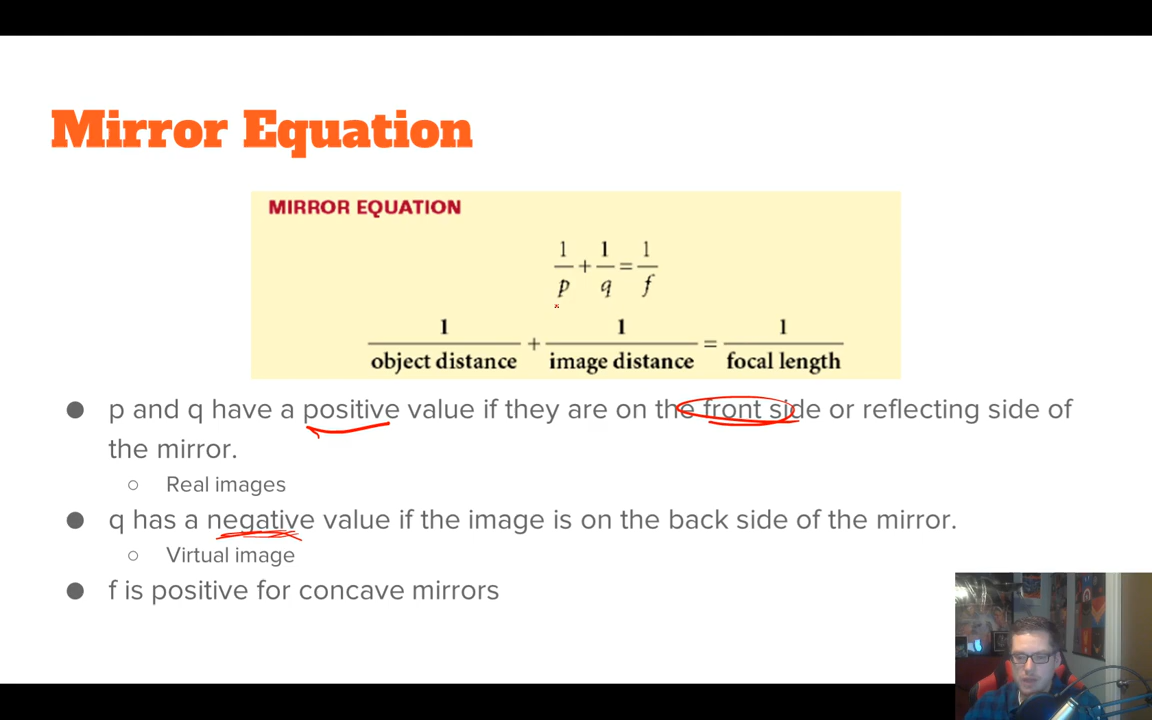 Mirror Equation
MIRROR EQUATION
1/p + 1/q = 1/f
1/object distance + 1/image distance = 1/focal length
● p and q have a positive value if they are on the front side or reflecting side of
the mirror.
○ Real images
● q has a negative value if the image is on the back side of the mirror.
○ Virtual image
● f is positive for concave mirrors